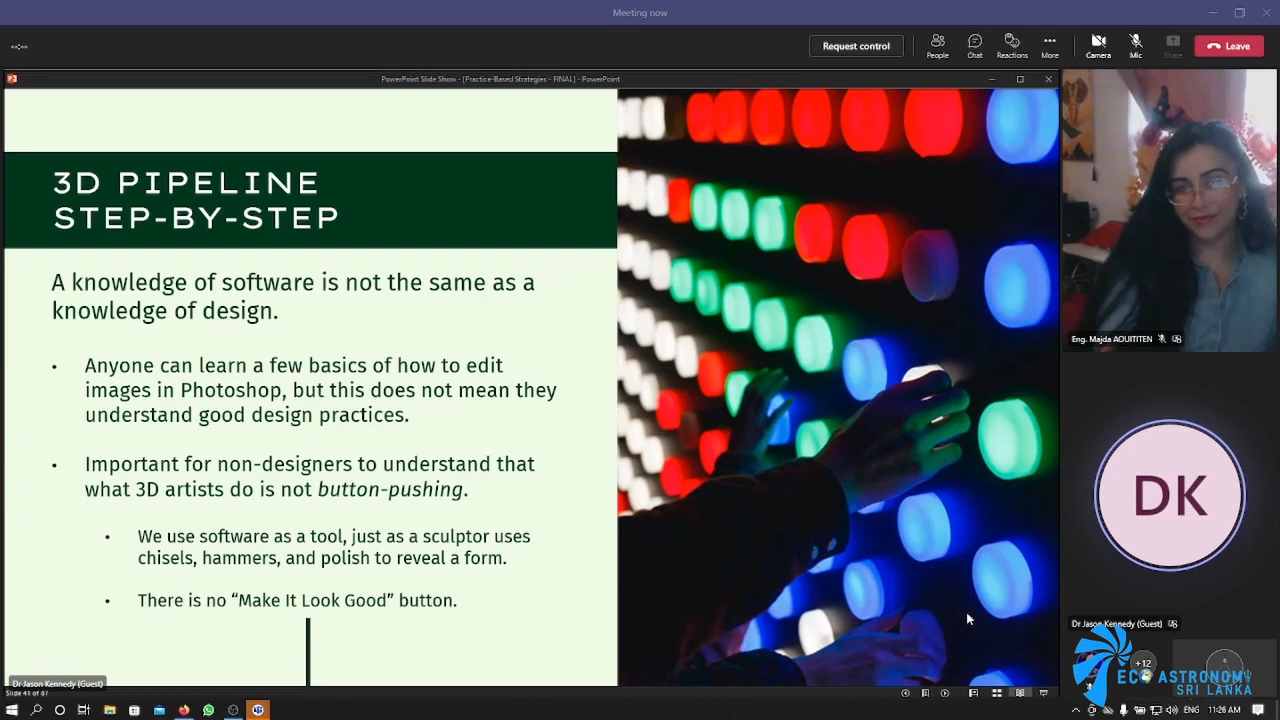 Meeting now
Request control
People
Chat
Reactions
More
Camera
Mic
Share
Leave
PowerPoint Slide Show - [Practice-Based Strategies - FINAL] - PowerPoint
3D PIPELINE
STEP-BY-STEP
A knowledge of software is not the same as a
knowledge of design.
• Anyone can learn a few basics of how to edit
images in Photoshop, but this does not mean they
understand good design practices.
• Important for non-designers to understand that
what 3D artists do is not button-pushing.
• We use software as a tool, just as a sculptor uses
chisels, hammers, and polish to reveal a form.
• There is no “Make It Look Good” button.
Dr Jason Kennedy (Guest)
Slide 41 of 87
Eng. Majda AOUITITEN
DK
Dr Jason Kennedy (Guest)
+12
ECO ASTRONOMY
SRI LANKA
ENG
11:26 AM